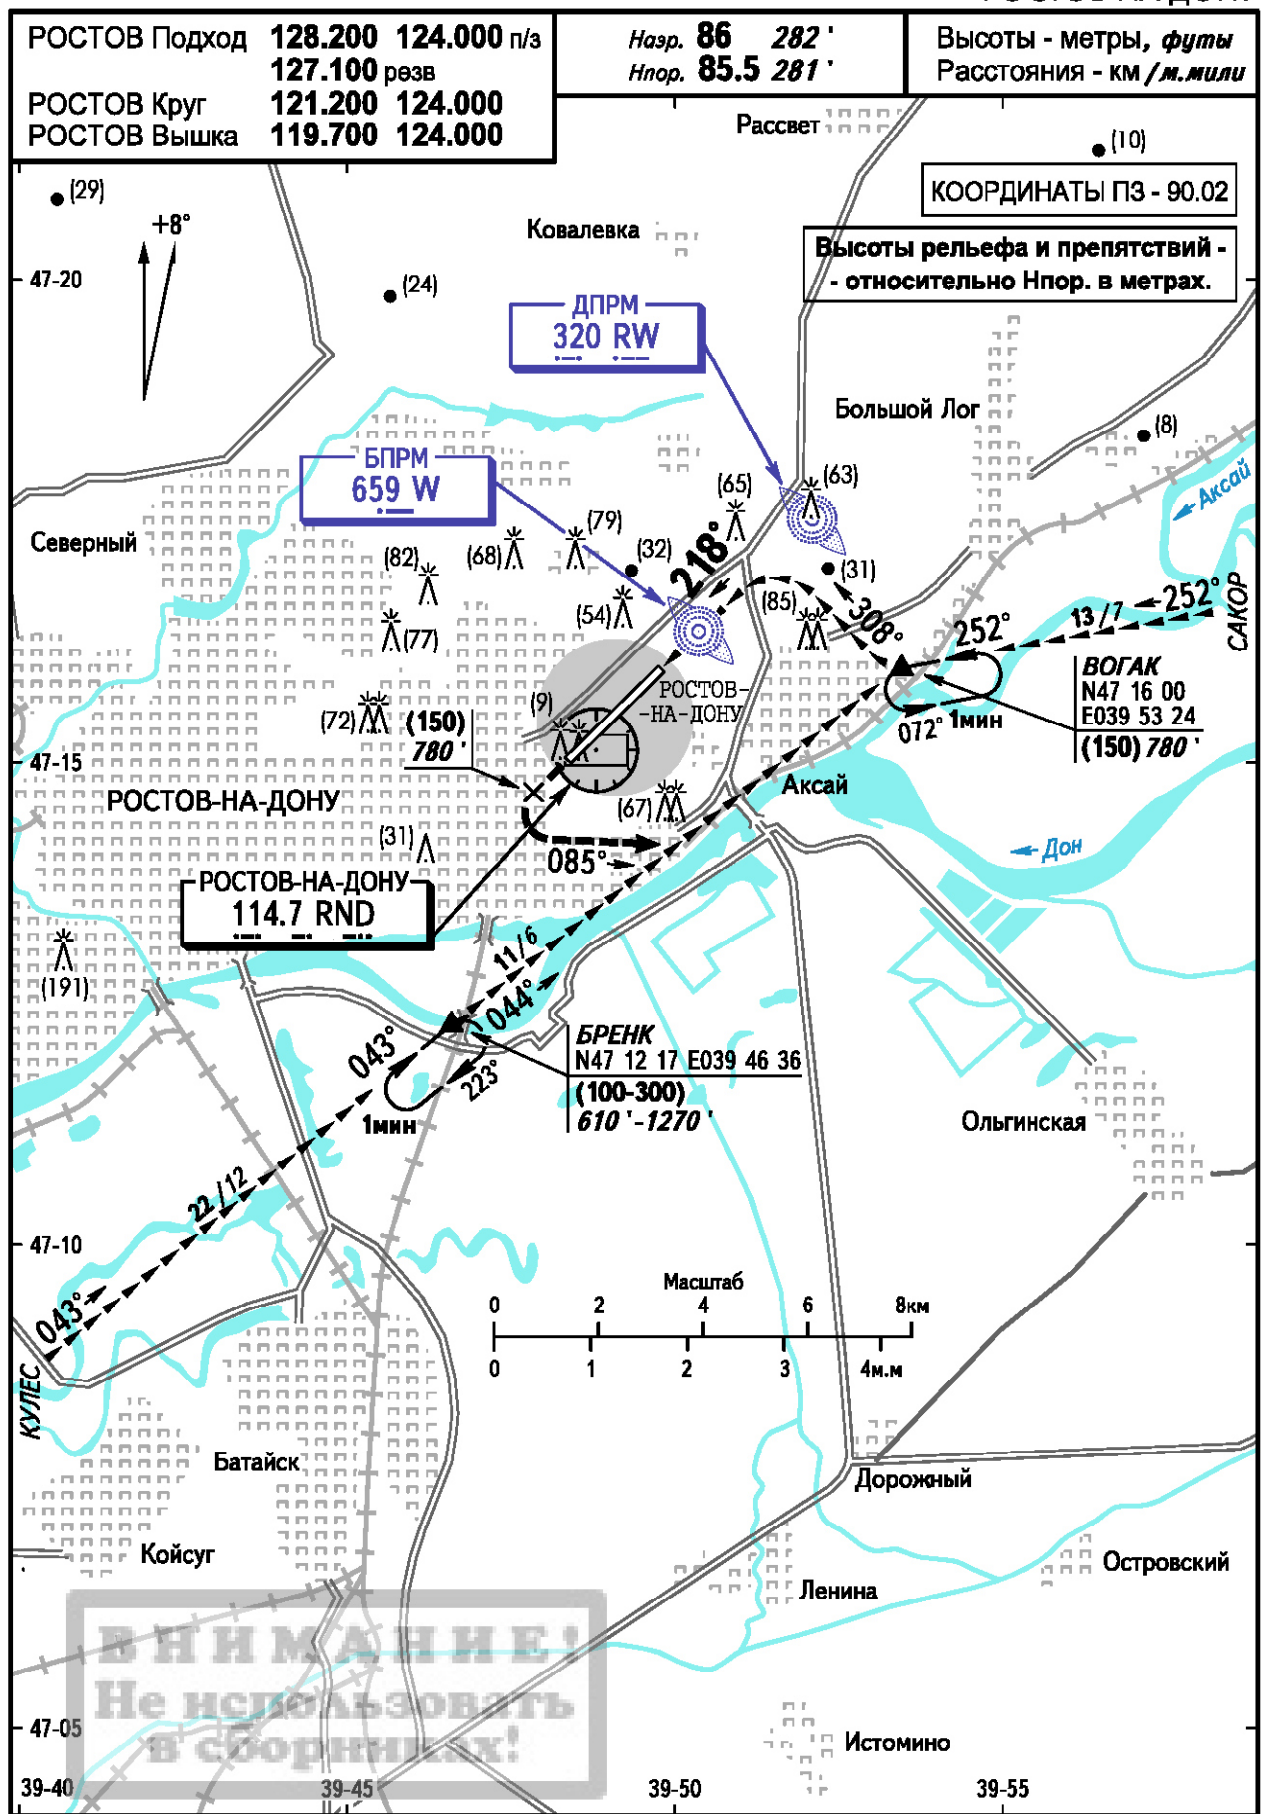 РОСТОВ Подход 128.200 124.000 п/з
127.100 резв
РОСТОВ Круг 121.200 124.000
РОСТОВ Вышка 119.700 124.000
Наэр. 86 282 '
Нпор. 85.5 281 '
Высоты - метры, футы
Расстояния - км / м.мили
Рассвет
(10)
КООРДИНАТЫ ПЗ - 90.02
(29)
+8°
Ковалевка
Высоты рельефа и препятствий -
- относительно Нпор. в метрах.
47-20
(24)
ДПРМ
320 RW
Большой Лог
(8)
БПРМ
659 W
(65)
(63)
Аксай
Северный
(82)
(68)
(79)
(32)
218°
(31)
(54)
(85)
308°
252°
13/7
252°
САКОР
(77)
РОСТОВ-
-НА-ДОНУ
ВОГАК
N47 16 00
E039 53 24
(150) 780 '
072° 1мин
(72)
(150)
780 '
(9)
47-15
РОСТОВ-НА-ДОНУ
(67)
Аксай
(31)
085°
Дон
РОСТОВ-НА-ДОНУ
114.7 RND
(191)
11/6
044°
043°
223°
1мин
БРЕНК
N47 12 17 E039 46 36
(100-300)
610 '-1270 '
Ольгинская
22/12
47-10
043°
КУЛЕС
Масштаб
0 2 4 6 8км
0 1 2 3 4м.м
Батайск
Дорожный
Койсуг
Ленина
Островский
ВНИМАНИЕ!
Не использовать
в сборниках!
47-05
Истомино
39-40 39-45 39-50 39-55